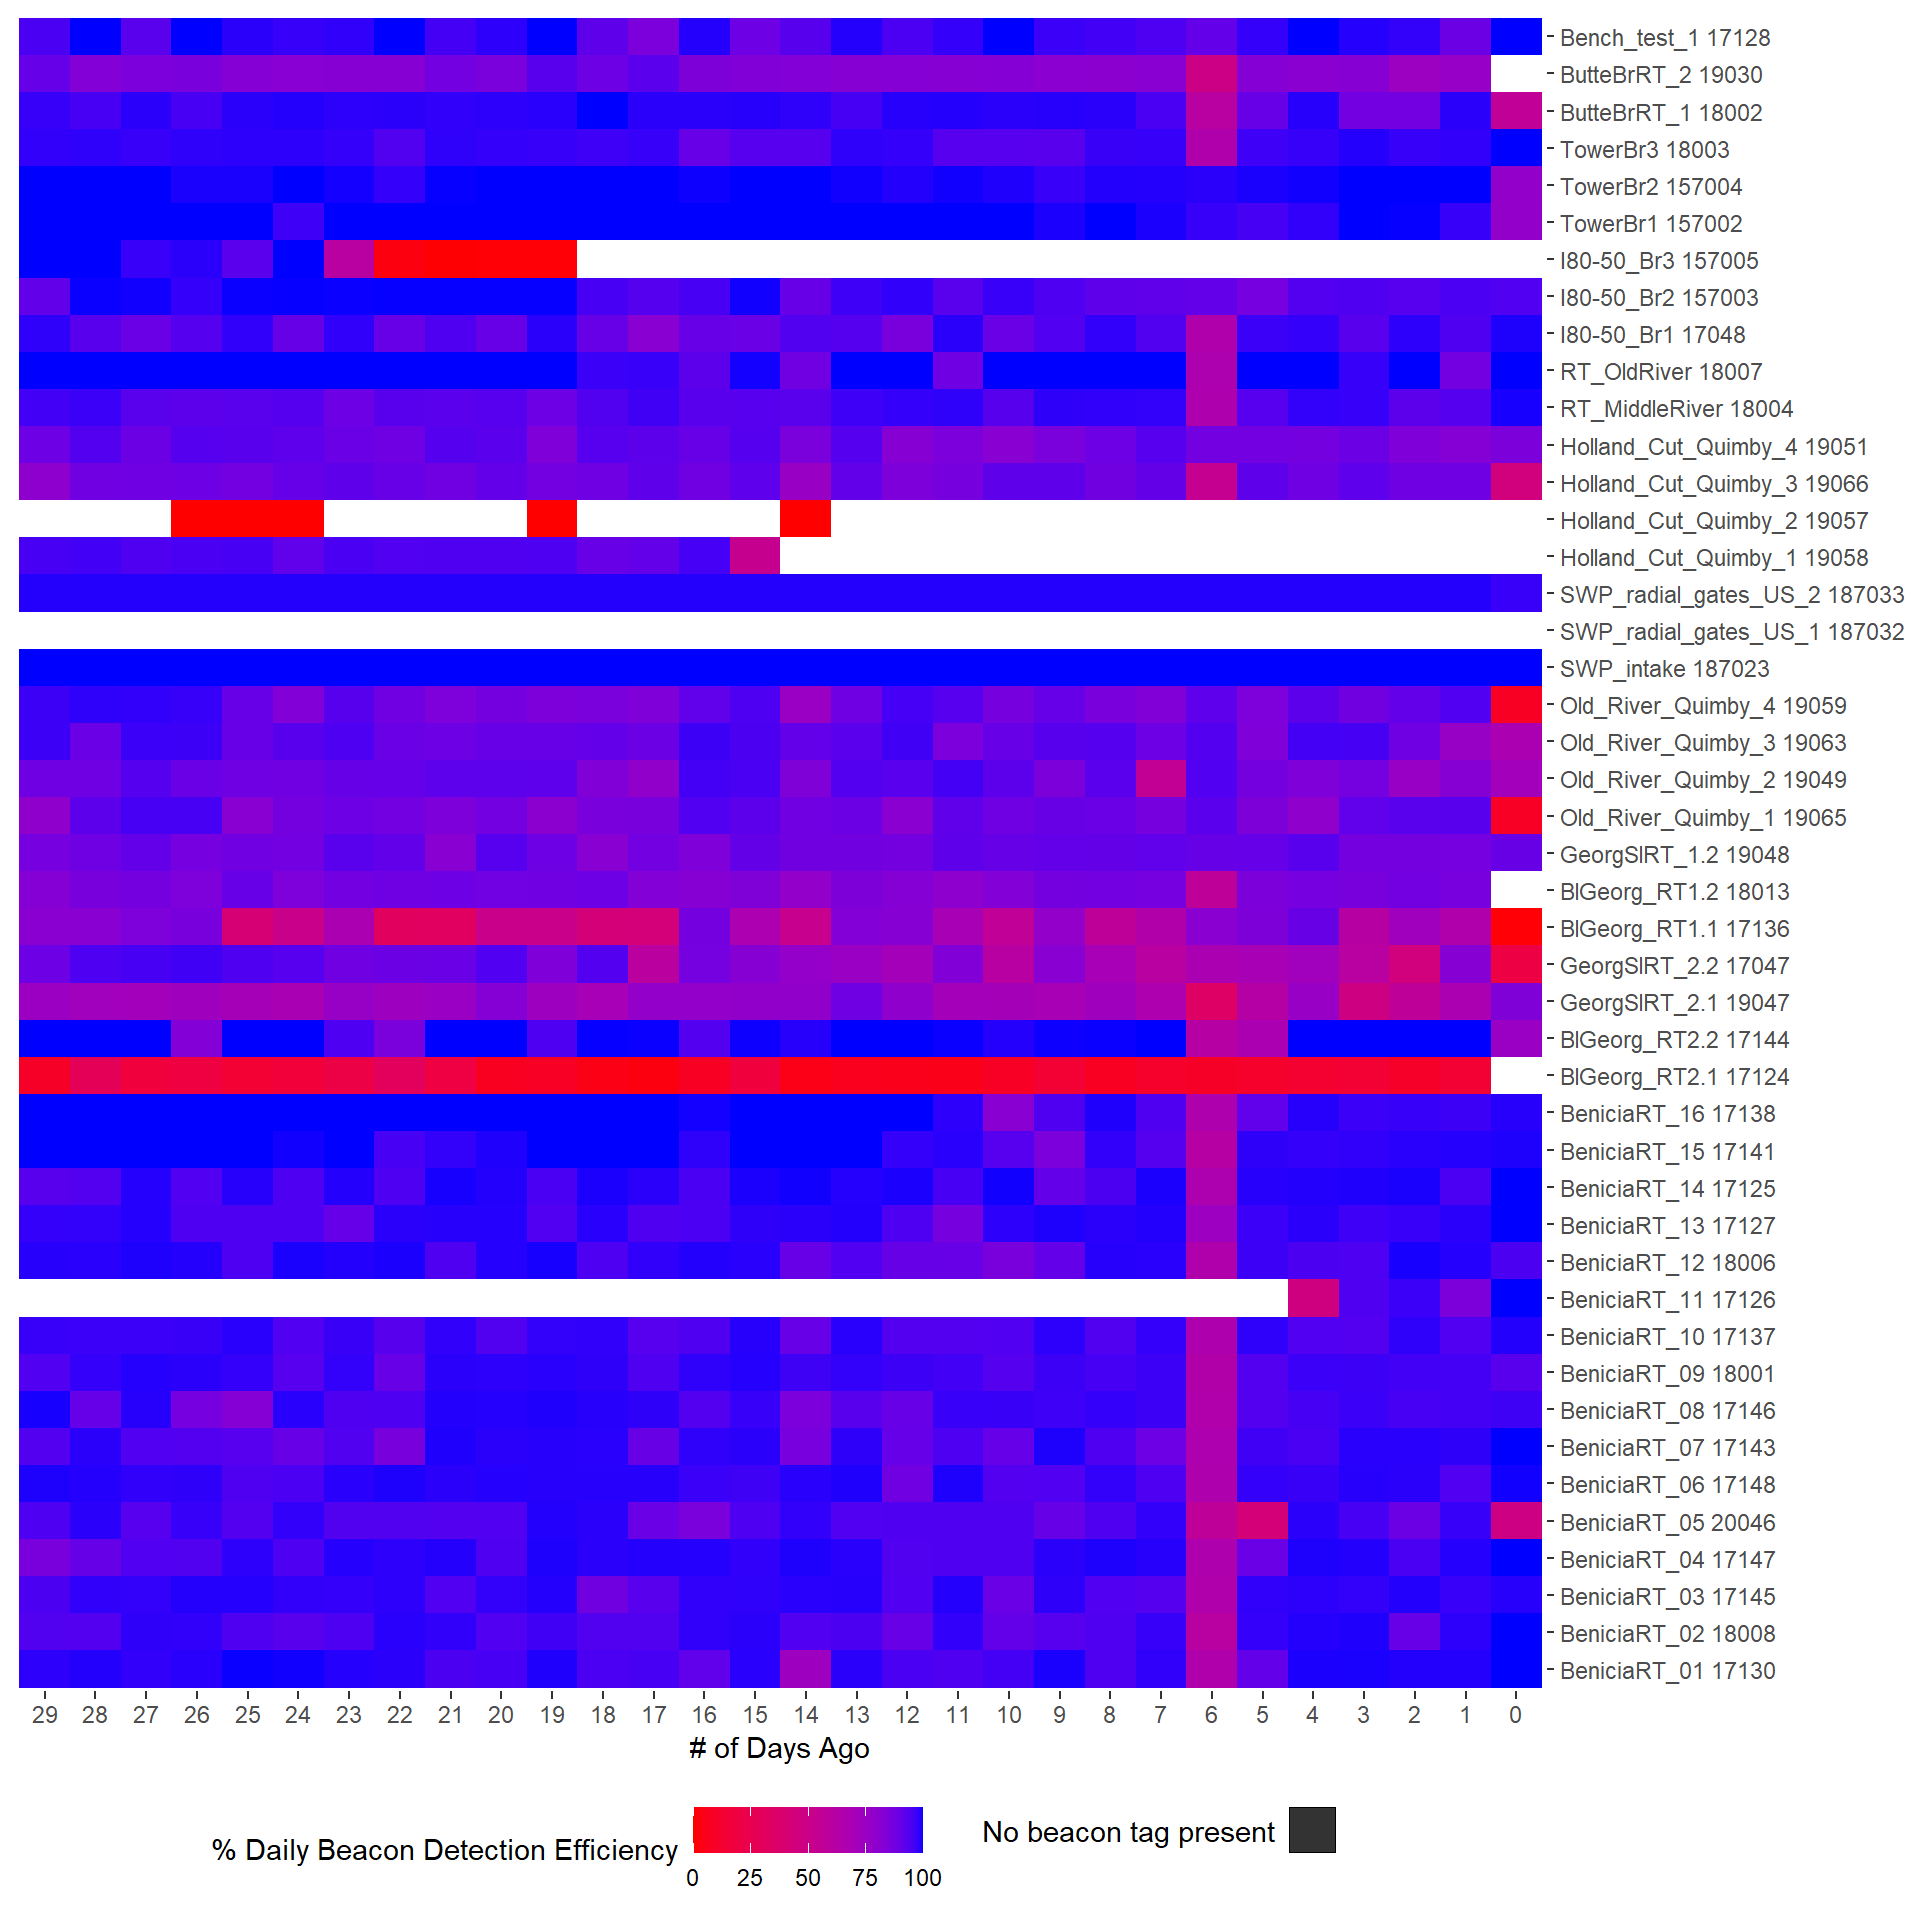 Bench_test_1 17128
ButteBrRT_2 19030
ButteBrRT_1 18002
TowerBr3 18003
TowerBr2 157004
TowerBr1 157002
I80-50_Br3 157005
I80-50_Br2 157003
I80-50_Br1 17048
RT_OldRiver 18007
RT_MiddleRiver 18004
Holland_Cut_Quimby_4 19051
Holland_Cut_Quimby_3 19066
Holland_Cut_Quimby_2 19057
Holland_Cut_Quimby_1 19058
SWP_radial_gates_US_2 187033
SWP_radial_gates_US_1 187032
SWP_intake 187023
Old_River_Quimby_4 19059
Old_River_Quimby_3 19063
Old_River_Quimby_2 19049
Old_River_Quimby_1 19065
GeorgSlRT_1.2 19048
BlGeorg_RT1.2 18013
BlGeorg_RT1.1 17136
GeorgSlRT_2.2 17047
GeorgSlRT_2.1 19047
BlGeorg_RT2.2 17144
BlGeorg_RT2.1 17124
BeniciaRT_16 17138
BeniciaRT_15 17141
BeniciaRT_14 17125
BeniciaRT_13 17127
BeniciaRT_12 18006
BeniciaRT_11 17126
BeniciaRT_10 17137
BeniciaRT_09 18001
BeniciaRT_08 17146
BeniciaRT_07 17143
BeniciaRT_06 17148
BeniciaRT_05 20046
BeniciaRT_04 17147
BeniciaRT_03 17145
BeniciaRT_02 18008
BeniciaRT_01 17130
29 28 27 26 25 24 23 22 21 20 19 18 17 16 15 14 13 12 11 10 9 8 7 6 5 4 3 2 1 0
# of Days Ago
% Daily Beacon Detection Efficiency
0 25 50 75 100
No beacon tag present